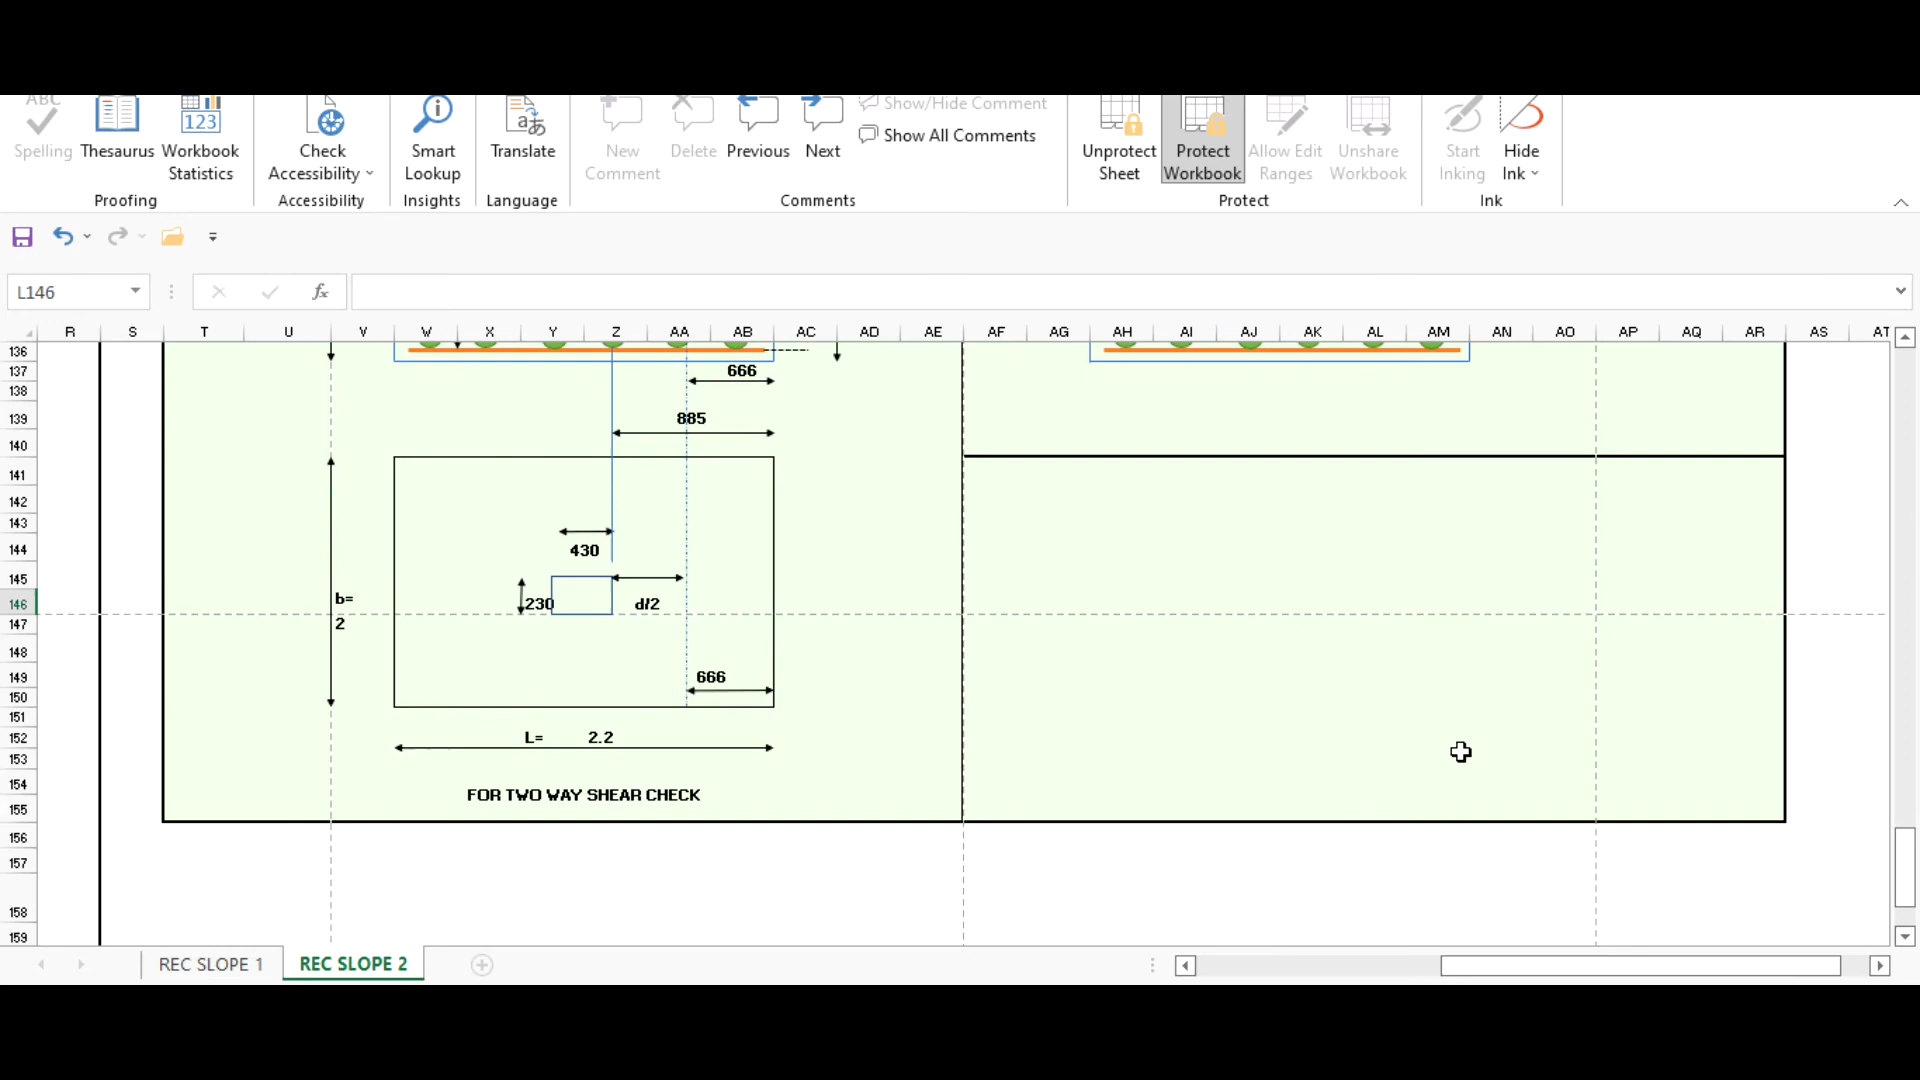 ABC
Spelling Thesaurus Workbook Statistics
Check Accessibility
Smart Lookup
Translate
New Comment Delete Previous Next
Show/Hide Comment
Show All Comments
Unprotect Sheet Protect Workbook Allow Edit Ranges Unshare Workbook
Start Inking Hide Ink
Proofing Accessibility Insights Language Comments Protect Ink
L146 fx
R S T U V W X Y Z AA AB AC AD AE AF AG AH AI AJ AK AL AM AN AO AP AQ AR AS AT
136
137 666
138
139 885
140
141
142
143
144 430
145
146 b= 230 d/2
147 2
148
149 666
150
151
152 L= 2.2
153
154 FOR TWO WAY SHEAR CHECK
155
156
157
158
159
REC SLOPE 1 REC SLOPE 2